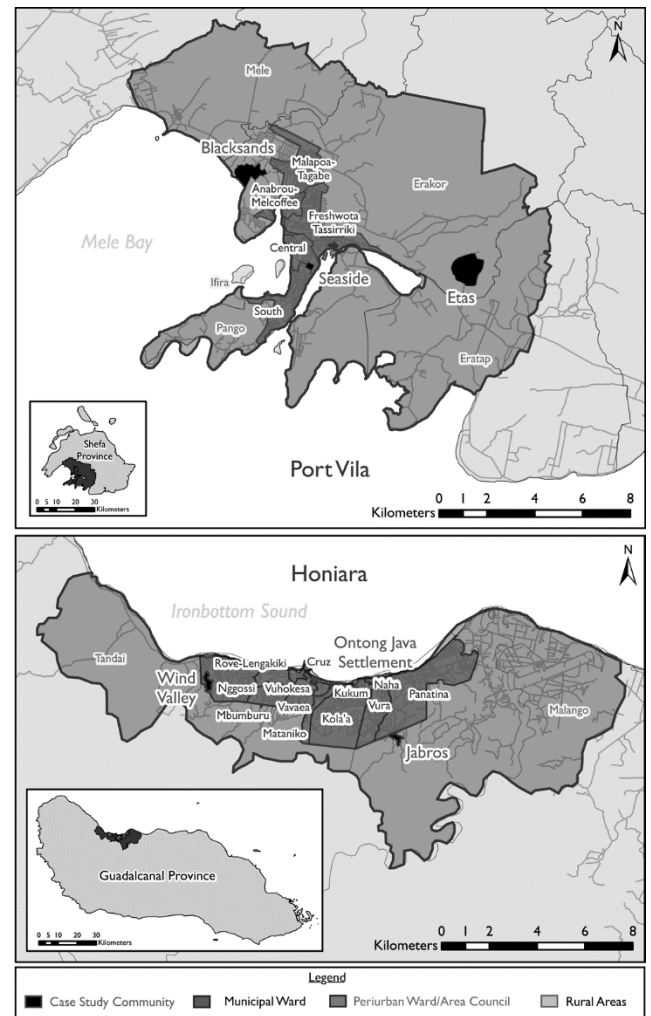 N
Mele
Blacksands
Malapoa-
Tagabe
Anabrou-
Melcoffee
Erakor
Freshwota
Tassirriki
Mele Bay
Central
Seaside
Ifira
Etas
South
Pango
Eratap
Shefa
Province
0 5 10 20 30
Kilometers
Port Vila
0 1 2 4 6 8
Kilometers
N
Honiara
Ironbottom Sound
Ontong Java
Settlement
Tandai
Rove-Lengakiki
Cruz
Wind
Valley
Nggossi
Vuhokesa
Kukum
Naha
Panatina
Vavaea
Vura
Mbumburu
Kola'a
Malango
Mataniko
Jabros
Guadalcanal Province
0 5 10 20 30
Kilometers
0 1 2 4 6 8
Kilometers
Legend
Case Study Community
Municipal Ward
Periurban Ward/Area Council
Rural Areas